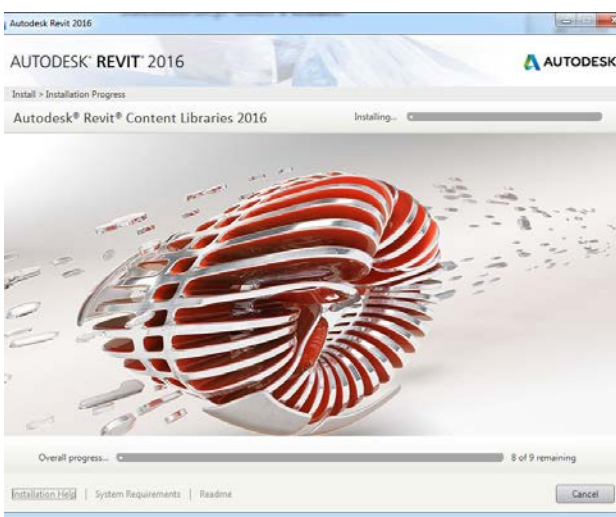 Autodesk Revit 2016
AUTODESK® REVIT® 2016
AUTODESK
Install > Installation Progress
Autodesk® Revit® Content Libraries 2016
Installing...
Overall progress...
8 of 9 remaining
Installation Help | System Requirements | Readme
Cancel